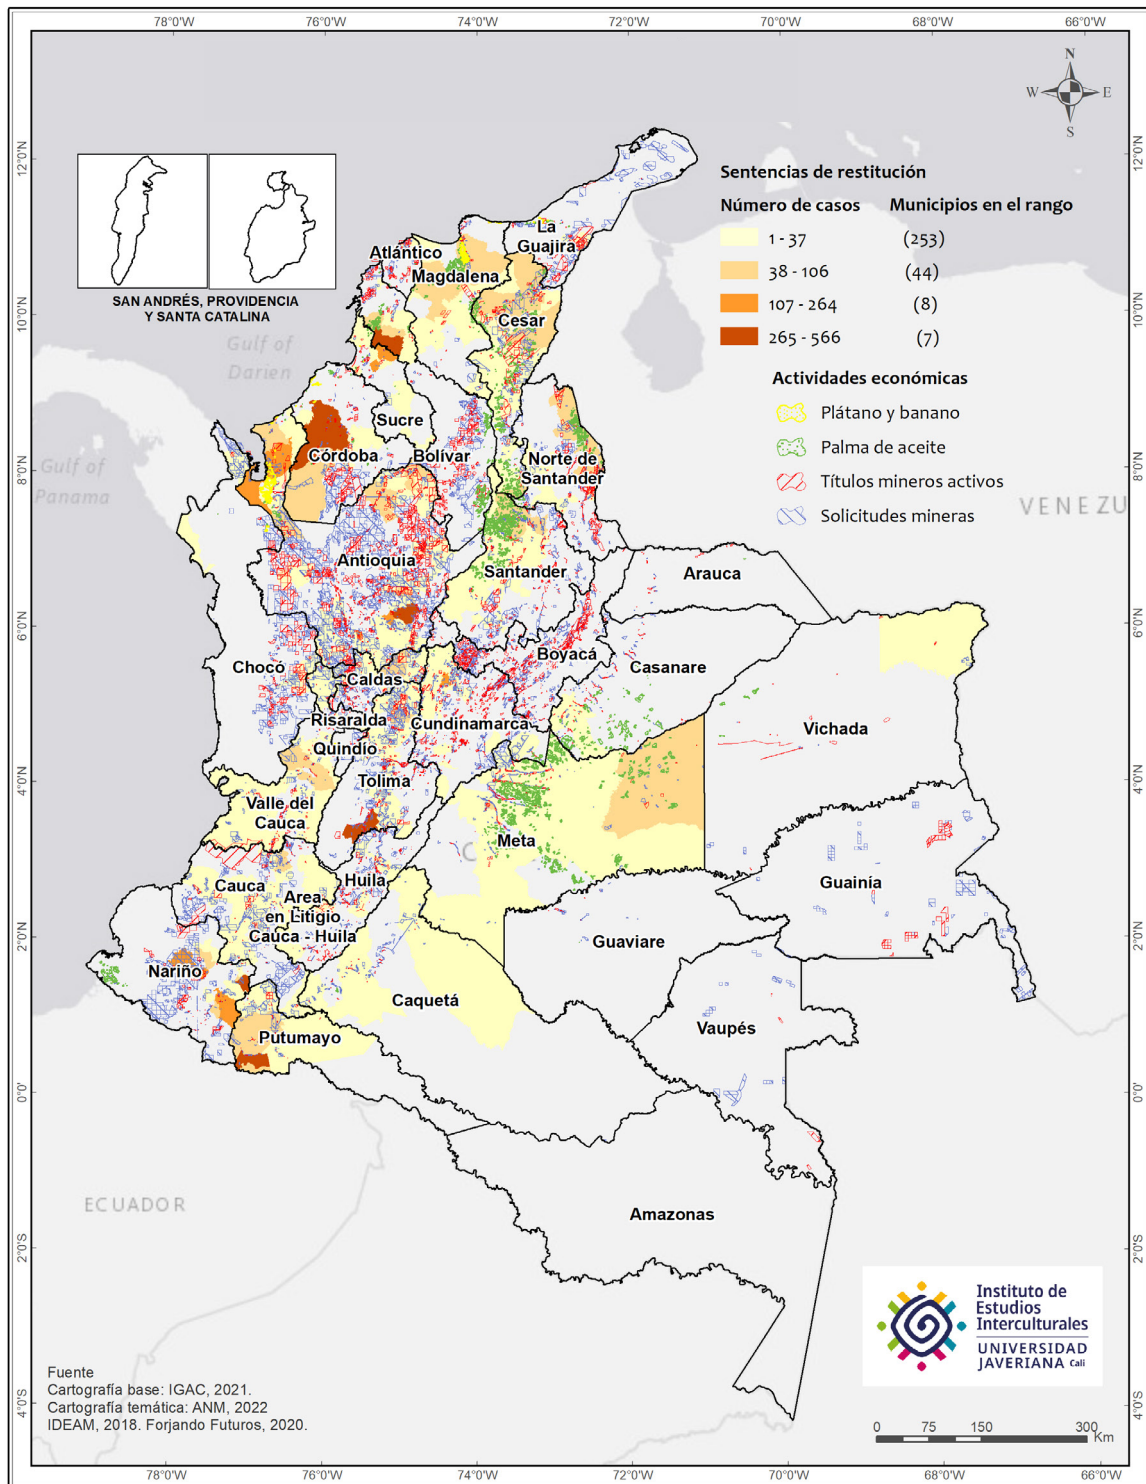 78°0'W 76°0'W 74°0'W 72°0'W 70°0'W 68°0'W 66°0'W
N
W E
S
12°0'N
12°0'N
Sentencias de restitución
Número de casos Municipios en el rango
1 - 37 (253)
38 - 106 (44)
107 - 264 (8)
265 - 566 (7)
Actividades económicas
Plátano y banano
Palma de aceite
Títulos mineros activos
Solicitudes mineras
SAN ANDRÉS, PROVIDENCIA
Y SANTA CATALINA
La
Guajira
Atlántico
Magdalena
10°0'N
10°0'N
Cesar
Gulf of
Darien
Sucre
Córdoba
Bolívar
Norte de
Santander
8°0'N
8°0'N
Gulf of
Panama
VENEZU
Antioquia
Santander
Arauca
6°0'N
6°0'N
Chocó
Boyacá
Casanare
Caldas
Risaralda
Cundinamarca
Vichada
Quindío
Tolima
4°0'N
4°0'N
Valle del
Cauca
Meta
C
Cauca
Huila
Guainía
Area
en Litigio
Cauca - Huila
2°0'N
2°0'N
Guaviare
Nariño
Caquetá
Vaupés
Putumayo
0°0'
0°0'
ECUADOR
Amazonas
2°0'S
2°0'S
Instituto de
Estudios
Interculturales
UNIVERSIDAD
JAVERIANA Cali
Fuente
Cartografía base: IGAC, 2021.
Cartografía temática: ANM, 2022
IDEAM, 2018. Forjando Futuros, 2020.
4°0'S
4°0'S
0 75 150 300
Km
78°0'W 76°0'W 74°0'W 72°0'W 70°0'W 68°0'W 66°0'W